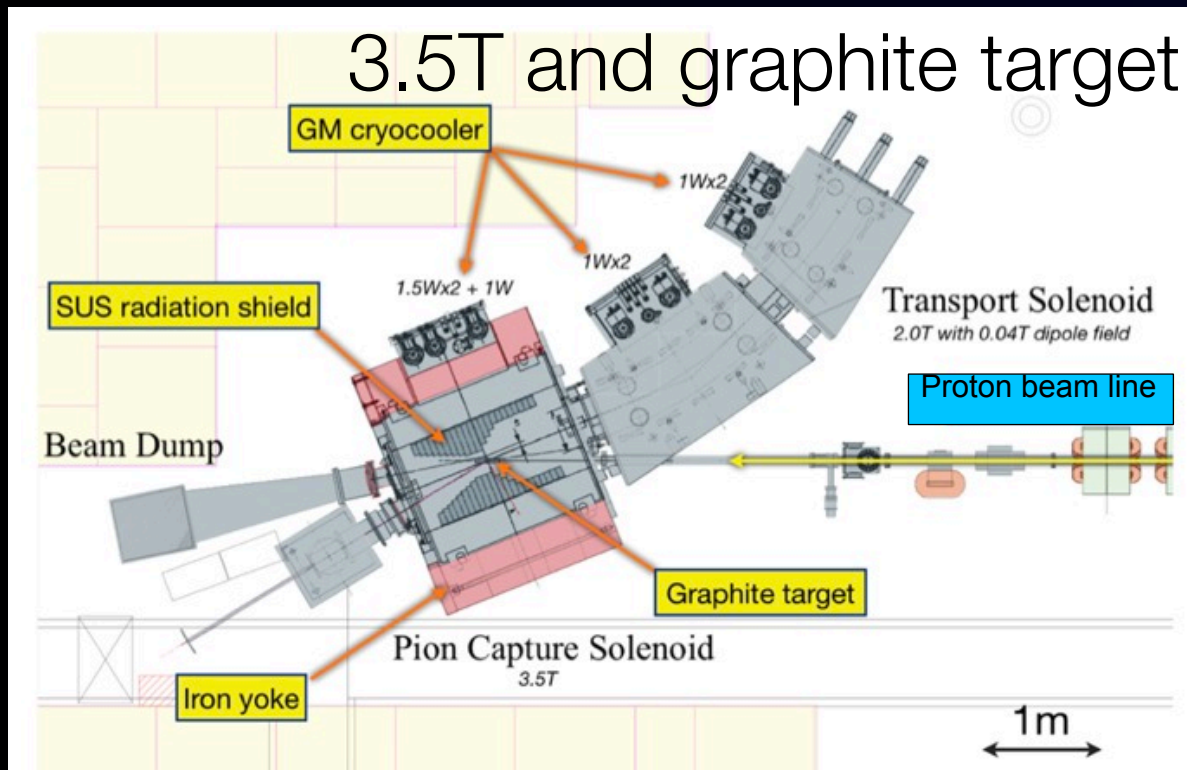 3.5T and graphite target
GM cryocooler
1Wx2
1Wx2
1.5Wx2 + 1W
SUS radiation shield
Transport Solenoid
2.0T with 0.04T dipole field
Proton beam line
Beam Dump
Graphite target
Pion Capture Solenoid
3.5T
Iron yoke
1m